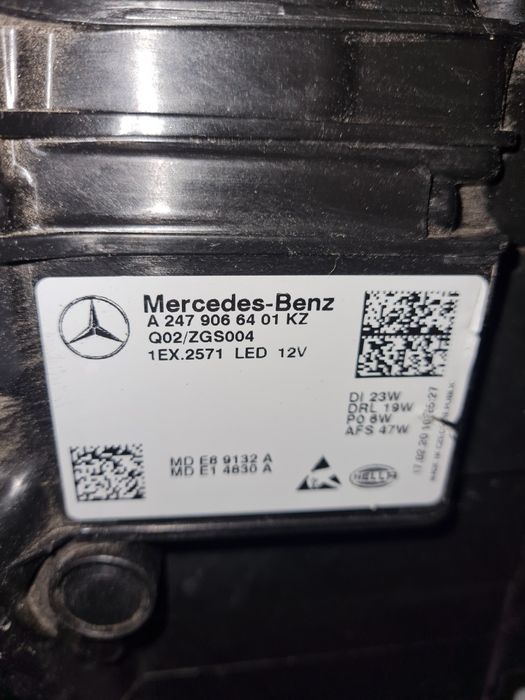 Mercedes-Benz
A 247 906 64 01 KZ
Q02/ZGS004
1EX.2571 LED 12V
DI 23W
DRL 19W
PO 8W
AFS 47W
MD E8 9132 A
MD E1 4830 A
HELLA